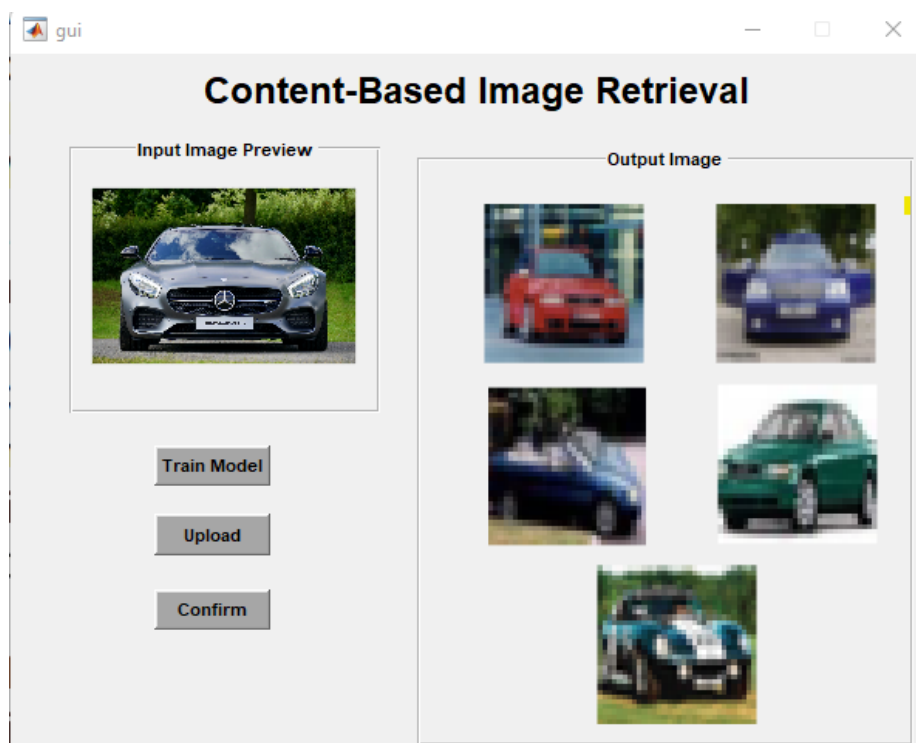 gui
Content-Based Image Retrieval
Input Image Preview
Output Image
Train Model
Upload
Confirm